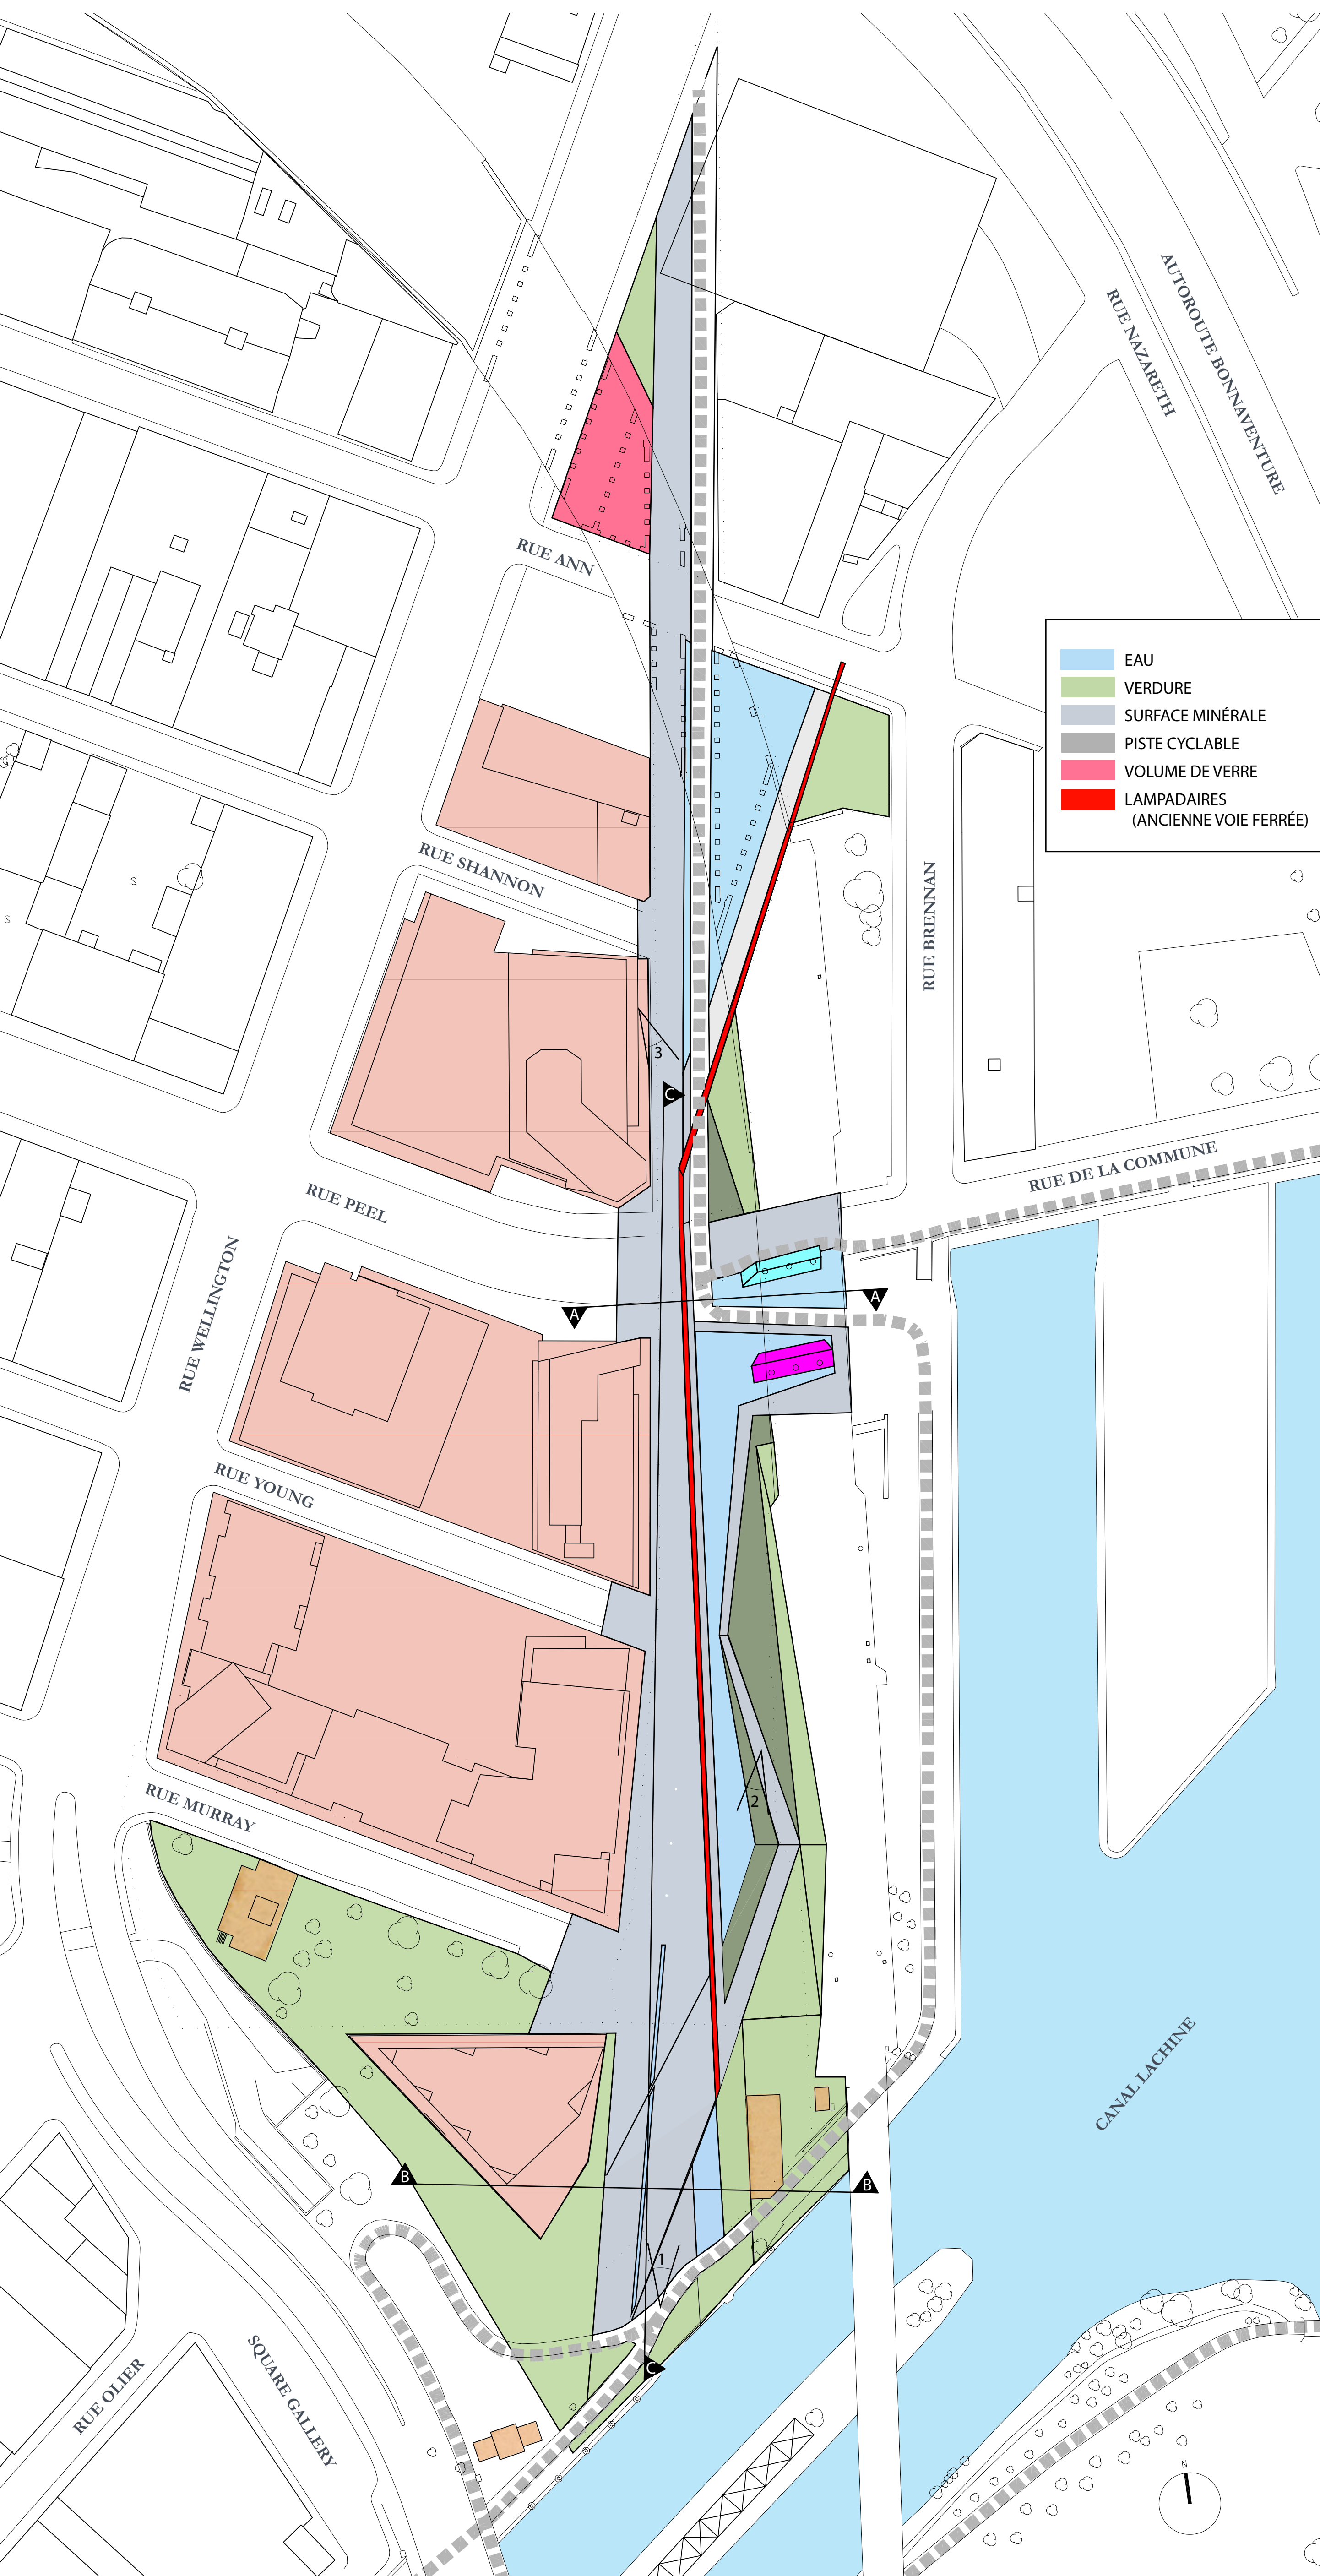 AUTOROUTE BONNAVENTURE
RUE NAZARETH
RUE ANN
EAU
VERDURE
SURFACE MINÉRALE
PISTE CYCLABLE
VOLUME DE VERRE
LAMPADAIRES
(ANCIENNE VOIE FERRÉE)
RUE SHANNON
S
S
RUE BRENNAN
3
C
RUE DE LA COMMUNE
RUE PEEL
RUE WELLINGTON
A
A
RUE YOUNG
RUE MURRAY
2
CANAL LACHINE
B
B
1
C
RUE OLIER
SQUARE GALLERY
N